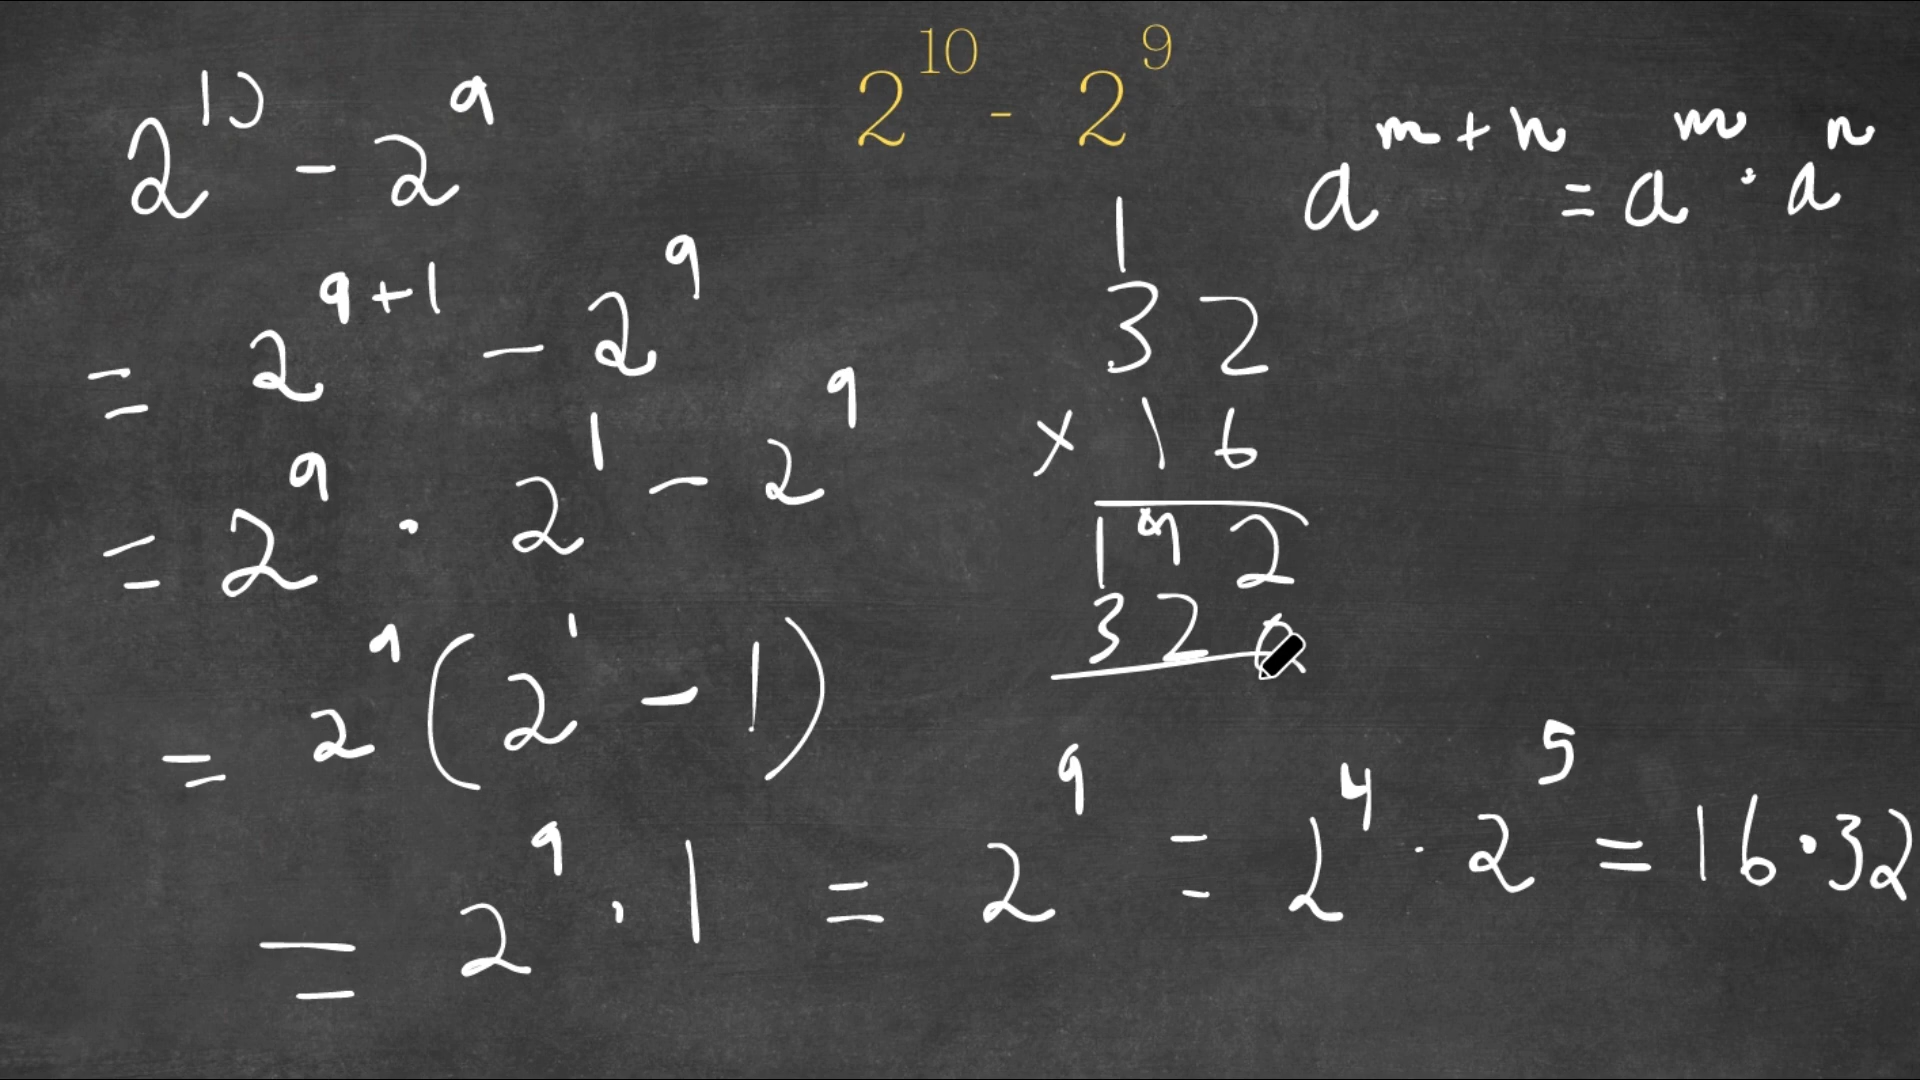 2^10 - 2^9
2^10 - 2^9
a^m+n = a^m · a^n
= 2^9+1 - 2^9
= 2^9 · 2^1 - 2^9
= 2^9 (2^1 - 1)
= 2^9 · 1 = 2^9 = 2^4 · 2^5 = 16 · 32
1
32
× 16
192
320